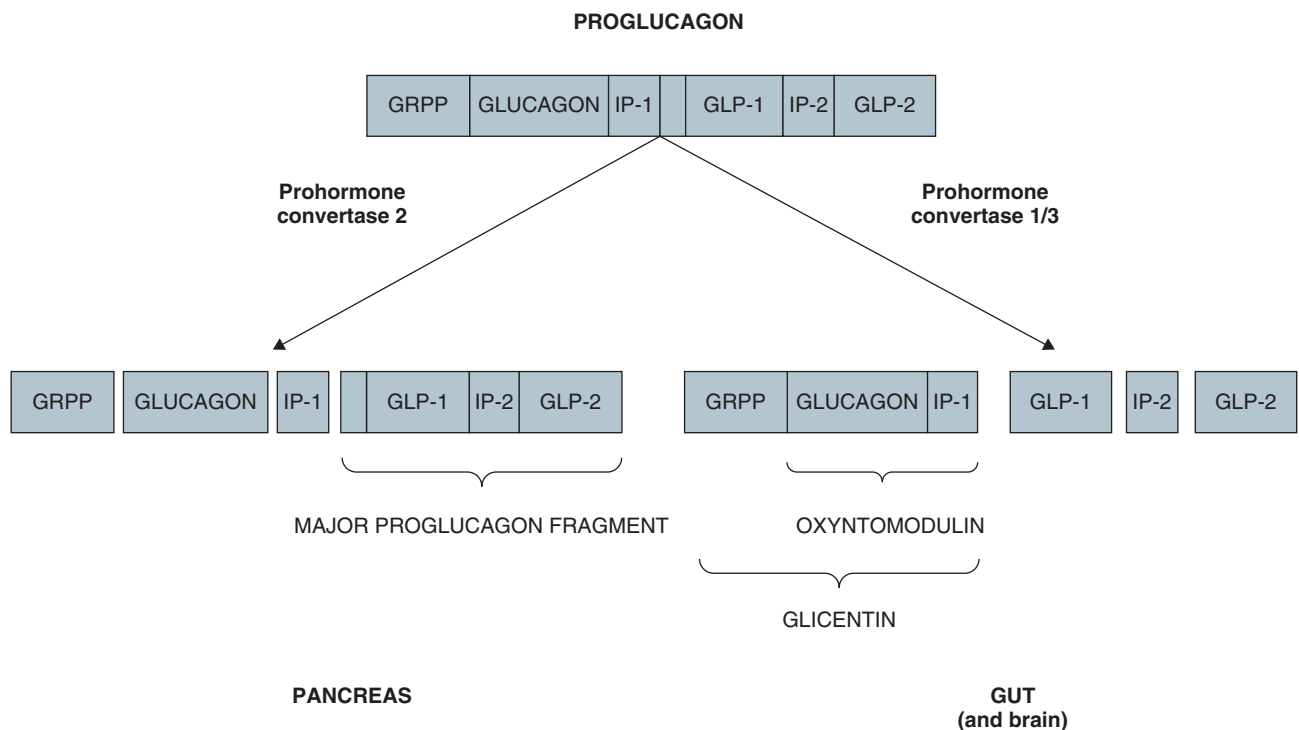 PROGLUCAGON
GRPP GLUCAGON IP-1 GLP-1 IP-2 GLP-2
Prohormone
convertase 2
Prohormone
convertase 1/3
GRPP GLUCAGON IP-1 GLP-1 IP-2 GLP-2 GRPP GLUCAGON IP-1 GLP-1 IP-2 GLP-2
MAJOR PROGLUCAGON FRAGMENT OXYNTOMODULIN
GLICENTIN
PANCREAS
GUT
(and brain)